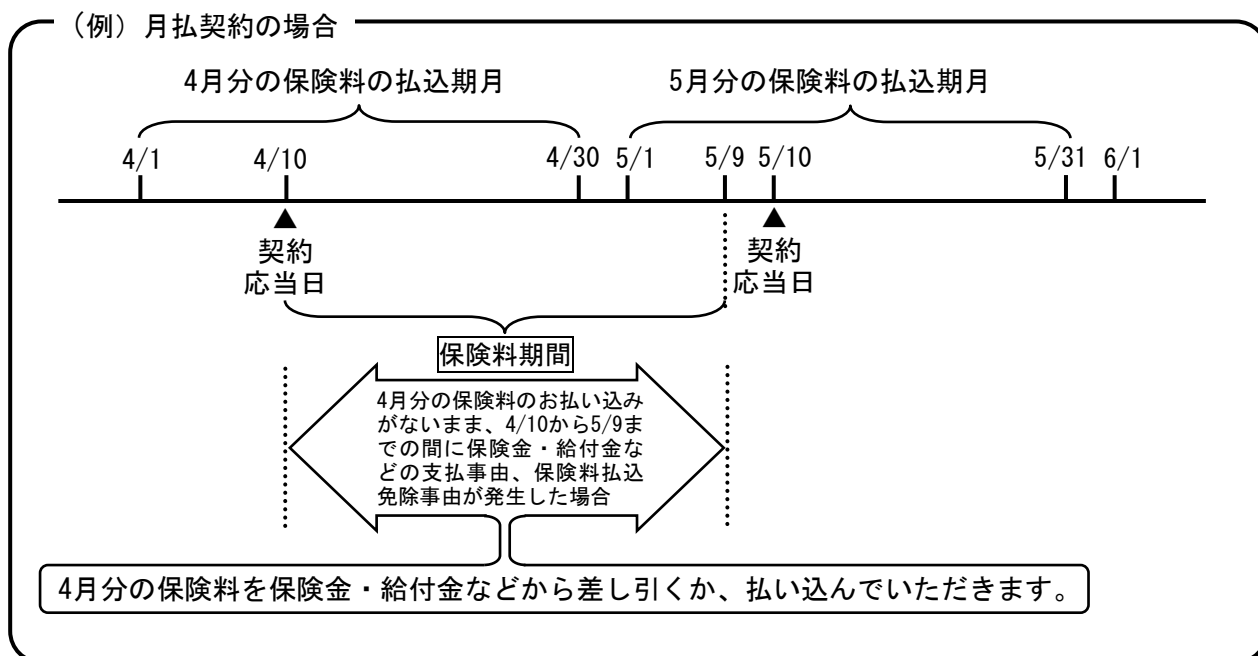 （例）月払契約の場合
4月分の保険料の払込期月
5月分の保険料の払込期月
4/1
4/10
4/30
5/1
5/9
5/10
5/31
6/1
▲
契約
応当日
▲
契約
応当日
保険料期間
4月分の保険料のお払い込み
がないまま、4/10から5/9ま
での間に保険金・給付金な
どの支払事由、保険料払込
免除事由が発生した場合
4月分の保険料を保険金・給付金などから差し引くか、払い込んでいただきます。